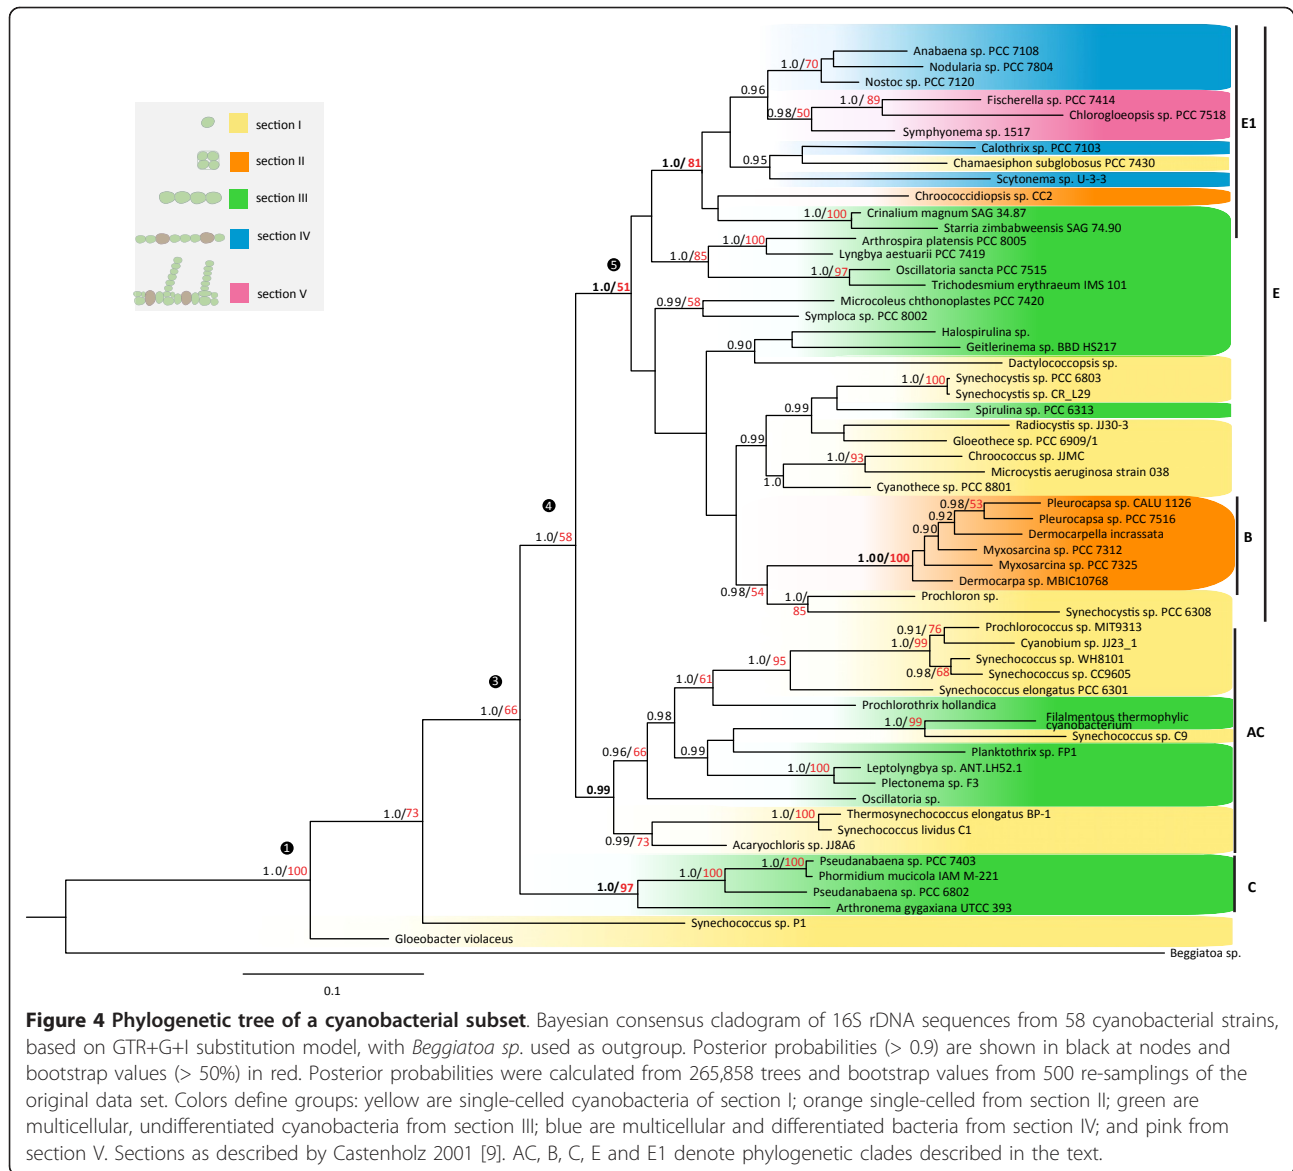 section I
section II
section III
section IV
section V
Anabaena sp. PCC 7108
1.0/70
Nodularia sp. PCC 7804
Nostoc sp. PCC 7120
0.96
1.0/89
Fischerella sp. PCC 7414
0.98/50
Chlorogloeopsis sp. PCC 7518
Symphyonema sp. 1517
E1
Calothrix sp. PCC 7103
0.95
Chamaesiphon subglobosus PCC 7430
1.0/81
Scytonema sp. U-3-3
Chroococcidiopsis sp. CC2
1.0/100
Crinalium magnum SAG 34.87
Starria zimbabweensis SAG 74.90
1.0/100
Arthrospira platensis PCC 8005
1.0/85
Lyngbya aestuarii PCC 7419
5
1.0/97
Oscillatoria sancta PCC 7515
1.0/51
Trichodesmium erythraeum IMS 101
E
0.99/58
Microcoleus chthonoplastes PCC 7420
Symploca sp. PCC 8002
Halospirulina sp.
0.90
Geitlerinema sp. BBD HS217
Dactylococcopsis sp.
1.0/100
Synechocystis sp. PCC 6803
Synechocystis sp. CR_L29
0.99
Spirulina sp. PCC 6313
Radiocystis sp. JJ30-3
0.99
Gloeothece sp. PCC 6909/1
1.0/93
Chroococcus sp. JJMC
Microcystis aeruginosa strain 038
1.0
Cyanothece sp. PCC 8801
4
1.0/58
0.98/53
Pleurocapsa sp. CALU 1126
0.92
Pleurocapsa sp. PCC 7516
0.90
Dermocarpella incrassata
B
1.00/100
Myxosarcina sp. PCC 7312
Myxosarcina sp. PCC 7325
Dermocarpa sp. MBIC10768
0.98/54
1.0/
85
Prochloron sp.
Synechocystis sp. PCC 6308
0.91/76
Prochlorococcus sp. MIT9313
1.0/99
Cyanobium sp. JJ23_1
1.0/95
Synechococcus sp. WH8101
0.98/68
Synechococcus sp. CC9605
1.0/61
Synechococcus elongatus PCC 6301
3
1.0/66
Prochlorothrix hollandica
0.98
1.0/99
Filalmentous thermophylic
cyanobacterium
AC
Synechococcus sp. C9
0.96/66
0.99
Planktothrix sp. FP1
1.0/100
Leptolyngbya sp. ANT.LH52.1
Plectonema sp. F3
0.99
Oscillatoria sp.
1.0/73
1.0/100
Thermosynechococcus elongatus BP-1
Synechococcus lividus C1
0.99/73
Acaryochloris sp. JJ8A6
1
1.0/100
1.0/100
Pseudanabaena sp. PCC 7403
1.0/100
Phormidium mucicola IAM M-221
1.0/97
Pseudanabaena sp. PCC 6802
C
Arthronema gygaxiana UTCC 393
Synechococcus sp. P1
Gloeobacter violaceus
Beggiatoa sp.
0.1
Figure 4 Phylogenetic tree of a cyanobacterial subset. Bayesian consensus cladogram of 16S rDNA sequences from 58 cyanobacterial strains,
based on GTR+G+I substitution model, with Beggiatoa sp. used as outgroup. Posterior probabilities (> 0.9) are shown in black at nodes and
bootstrap values (> 50%) in red. Posterior probabilities were calculated from 265,858 trees and bootstrap values from 500 re-samplings of the
original data set. Colors define groups: yellow are single-celled cyanobacteria of section I; orange single-celled from section II; green are
multicellular, undifferentiated cyanobacteria from section III; blue are multicellular and differentiated bacteria from section IV; and pink from
section V. Sections as described by Castenholz 2001 [9]. AC, B, C, E and E1 denote phylogenetic clades described in the text.